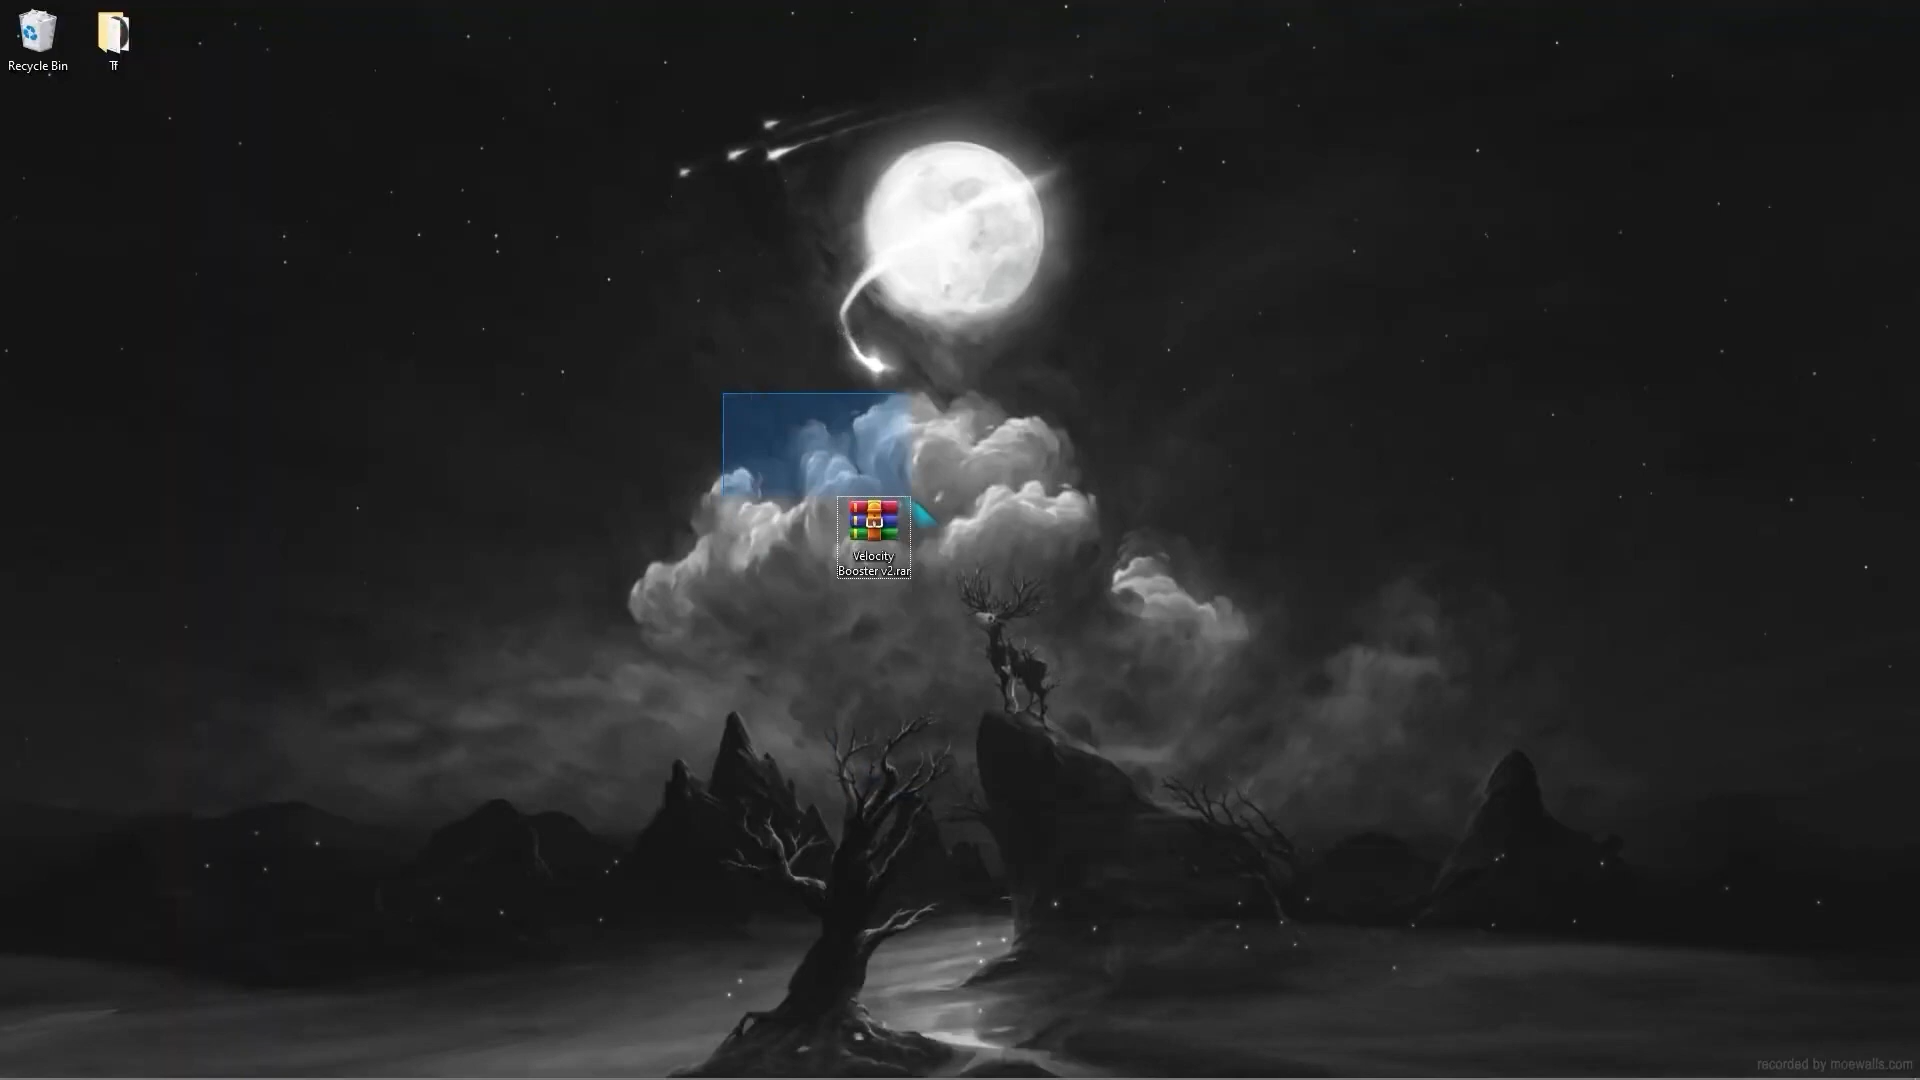 Recycle Bin
Tf
Velocity
Booster v2.rar
recorded by moewalls.com